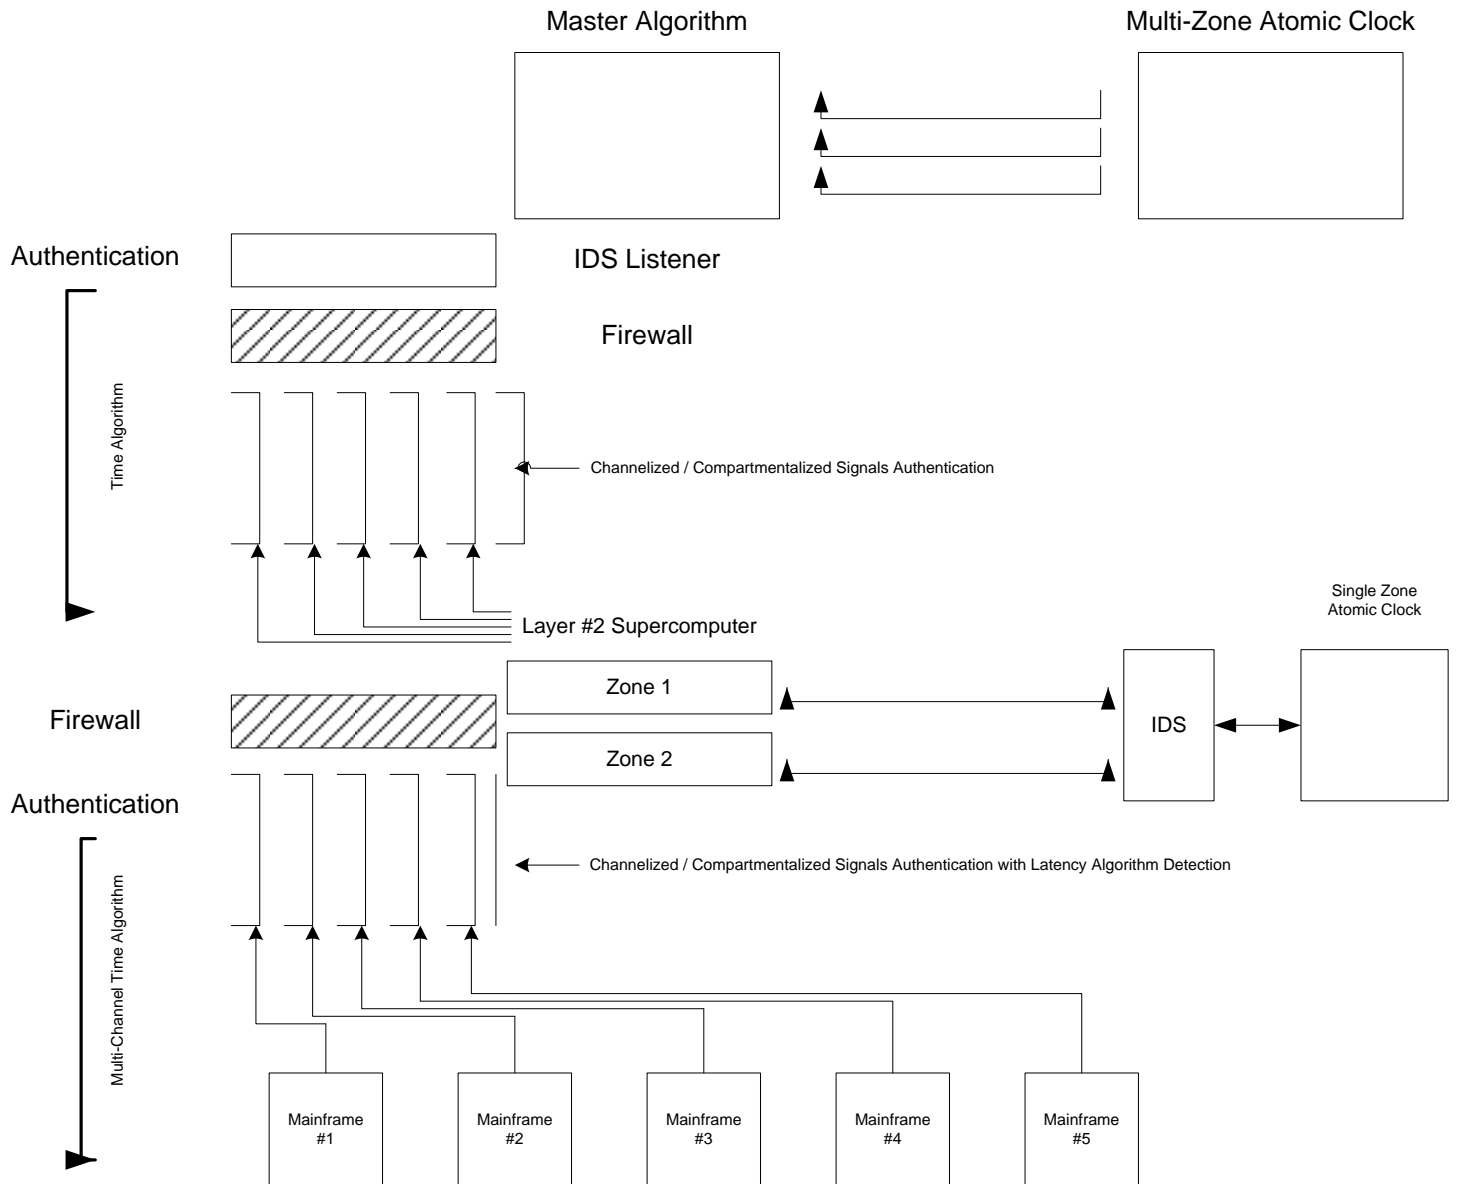 Master Algorithm
Multi-Zone Atomic Clock
Authentication
IDS Listener
Firewall
Time Algorithm
Channelized / Compartmentalized Signals Authentication
Single Zone
Atomic Clock
Layer #2 Supercomputer
Zone 1
Firewall
IDS
Zone 2
Authentication
Channelized / Compartmentalized Signals Authentication with Latency Algorithm Detection
Multi-Channel Time Algorithm
Mainframe
#1
Mainframe
#2
Mainframe
#3
Mainframe
#4
Mainframe
#5